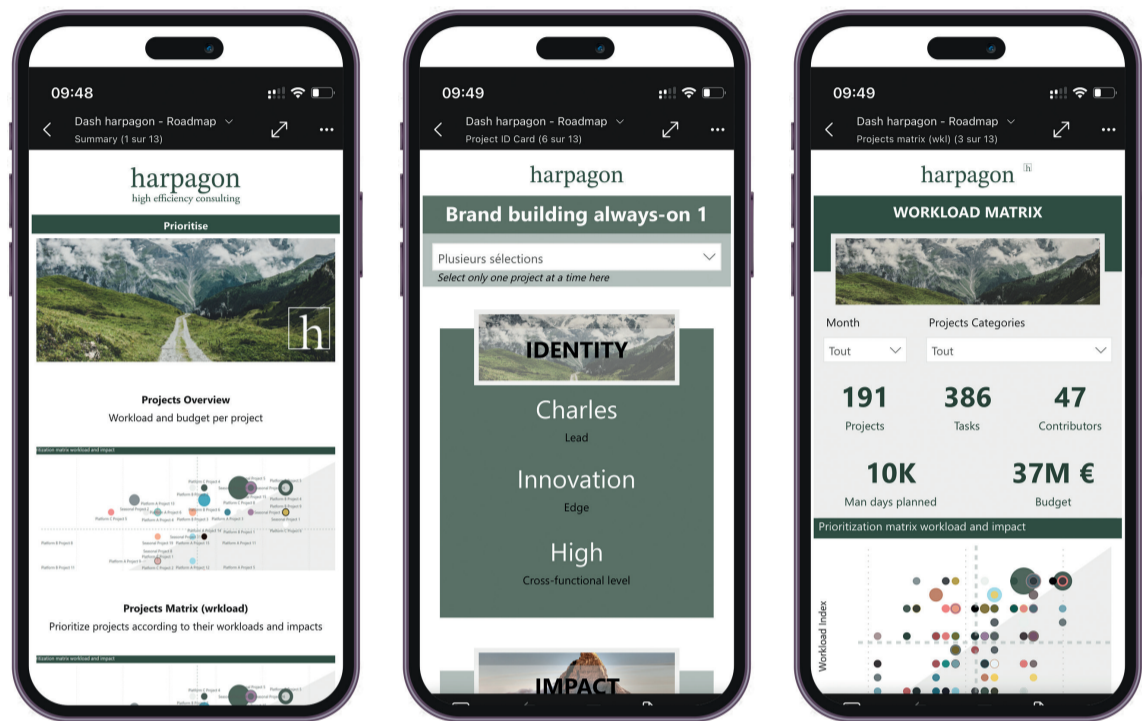 09:48
Dash harpagon - Roadmap
Summary (1 sur 13)
harpagon
high efficiency consulting
Prioritise
h
Projects Overview
Workload and budget per project
Projects Matrix (wrkload)
Prioritize projects according to their workloads and impacts
09:49
Dash harpagon - Roadmap
Project ID Card (6 sur 13)
harpagon
Brand building always-on 1
Plusieurs sélections
Select only one project at a time here
IDENTITY
Charles
Lead
Innovation
Edge
High
Cross-functional level
IMPACT
09:49
Dash harpagon - Roadmap
Projects matrix (wkl) (3 sur 13)
harpagon h
WORKLOAD MATRIX
Month Projects Categories
Tout Tout
191 386 47
Projects Tasks Contributors
10K 37M €
Man days planned Budget
Prioritization matrix workload and impact
Workload Index